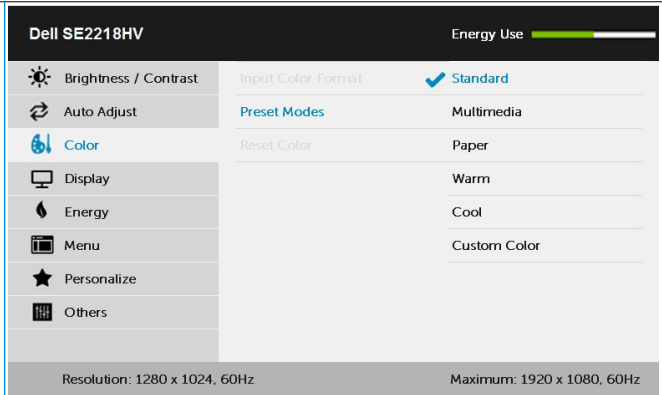 Dell SE2218HV Energy Use
Brightness / Contrast Input Color Format Standard
Auto Adjust Preset Modes Multimedia
Color Reset Color Paper
Display Warm
Energy Cool
Menu Custom Color
Personalize
Others
Resolution: 1280 x 1024, 60Hz Maximum: 1920 x 1080, 60Hz